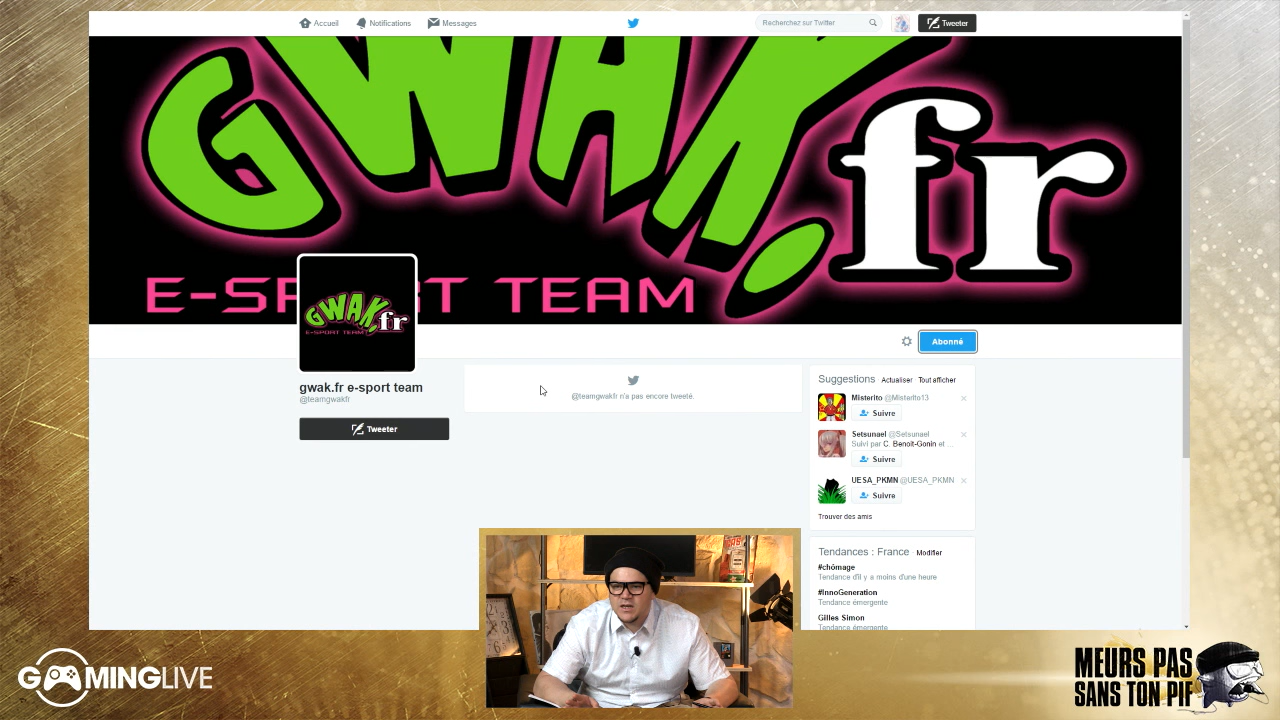 Accueil Notifications Messages Recherchez sur Twitter Tweeter
GWAK.fr
E-SPORT TEAM
GWAK.fr
E-SPORT TEAM
Abonné
gwak.fr e-sport team
@teamgwakfr
Tweeter
@teamgwakfr n'a pas encore tweeté.
Suggestions Actualiser Tout afficher
Misterito @Misterito13
Suivre
Setsunael @Setsunael
Suivi par C. Benoit-Gonin et ...
Suivre
UESA_PKMN @UESA_PKMN
Suivre
Trouver des amis
Tendances : France · Modifier
#chômage
Tendance d'il y a moins d'une heure
#InnoGeneration
Tendance émergente
Gilles Simon
Tendance émergente
GAMINGLIVE
MEURS PAS
SANS TON PIF